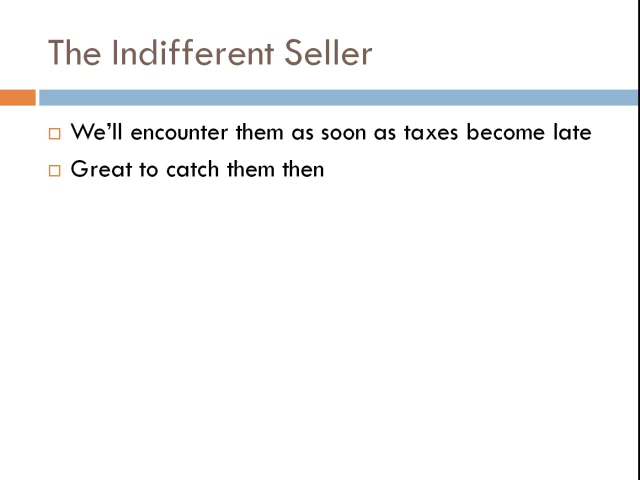 The Indifferent Seller
We'll encounter them as soon as taxes become late
Great to catch them then